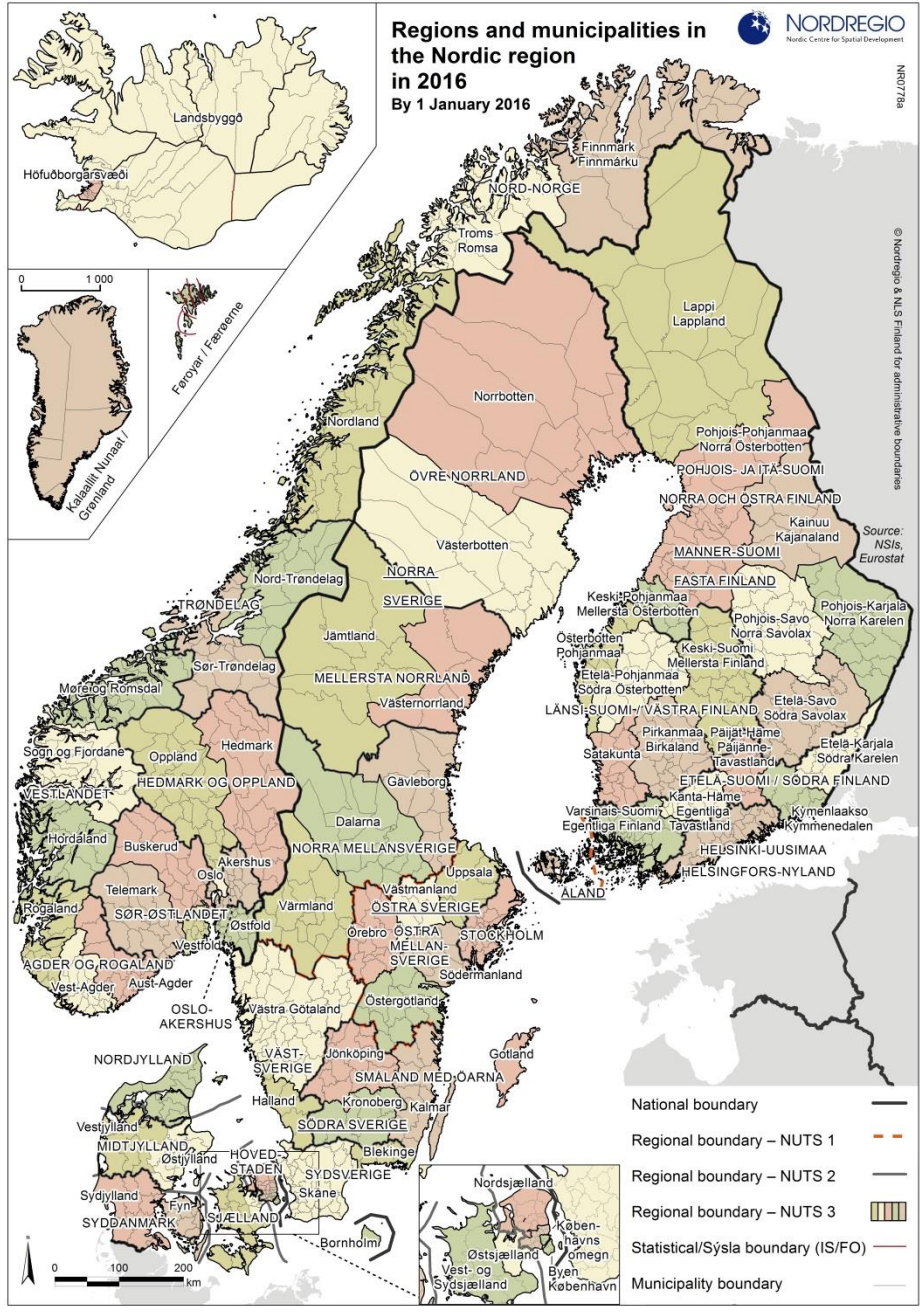 Regions and municipalities in
the Nordic region
in 2016
By 1 January 2016
NORDREGIO
Nordic Centre for Spatial Development
NR0778a
© Nordregio & NLS Finland for administrative boundaries
Source:
NSIs,
Eurostat
Landsbyggð
Höfuðborgarsvæði
0 1 000
Kalaallit Nunaat /
Grønland
Føroyar / Færøerne
Finnmark
Finnmárku
NORD-NORGE
Troms
Romsa
Lappi
Lappland
Norrbotten
Nordland
Pohjois-Pohjanmaa
Norra Österbotten
ÖVRE NORRLAND
POHJOIS- JA ITÄ-SUOMI
NORRA OCH ÖSTRA FINLAND
Kainuu
Kajanaland
Västerbotten
MANNER-SUOMI
FASTA FINLAND
NORRA
SVERIGE
Nord-Trøndelag
TRØNDELAG
Keski-Pohjanmaa
Mellersta Österbotten
Pohjois-Savo
Norra Savolax
Pohjois-Karjala
Norra Karelen
Jämtland
Österbotten
Pohjanmaa
Keski-Suomi
Mellersta Finland
Sør-Trøndelag
MELLERSTA NORRLAND
Etelä-Pohjanmaa
Södra Österbotten
Møre og Romsdal
Västernorrland
Etelä-Savo
Södra Savolax
LÄNSI-SUOMI / VÄSTRA FINLAND
Pirkanmaa
Birkaland
Päijät-Häme
Päijänne-
Tavastland
Sogn og Fjordane
Oppland
Hedmark
Satakunta
Etelä-Karjala
Södra Karelen
HEDMARK OG OPPLAND
Gävleborg
ETELÄ-SUOMI / SÖDRA FINLAND
VESTLANDET
Kanta-Häme
Egentliga
Tavastland
Hordaland
Dalarna
Varsinais-Suomi
Egentliga Finland
Kymenlaakso
Kymmenedalen
Buskerud
NORRA MELLANSVERIGE
HELSINKI-UUSIMAA
HELSINGFORS-NYLAND
Akershus
Oslo
Telemark
Uppsala
ÅLAND
Västmanland
Värmland
ÖSTRA SVERIGE
Rogaland
SØR-ØSTLANDET
Østfold
Vestfold
Örebro
ÖSTRA
MELLAN-
SVERIGE
STOCKHOLM
AGDER OG ROGALAND
Södermanland
Vest-Agder
Aust-Agder
OSLO-
AKERSHUS
Västra Götaland
Östergötland
NORDJYLLAND
VÄST-
SVERIGE
Jönköping
Gotland
SMÅLAND MED ÖARNA
Halland
Kronoberg
Kalmar
SÖDRA SVERIGE
Vestjylland
MIDTJYLLAND
Østjylland
Blekinge
HOVED-
STADEN
SYDSVERIGE
Skåne
Sydjylland
Fyn
SYDDANMARK
SJÆLLAND
Bornholm
Nordsjælland
Køben-
havns
omegn
Østsjælland
Vest- og
Sydsjælland
Byen
København
N
0 100 200
km
National boundary
Regional boundary – NUTS 1
Regional boundary – NUTS 2
Regional boundary – NUTS 3
Statistical/Sýsla boundary (IS/FO)
Municipality boundary